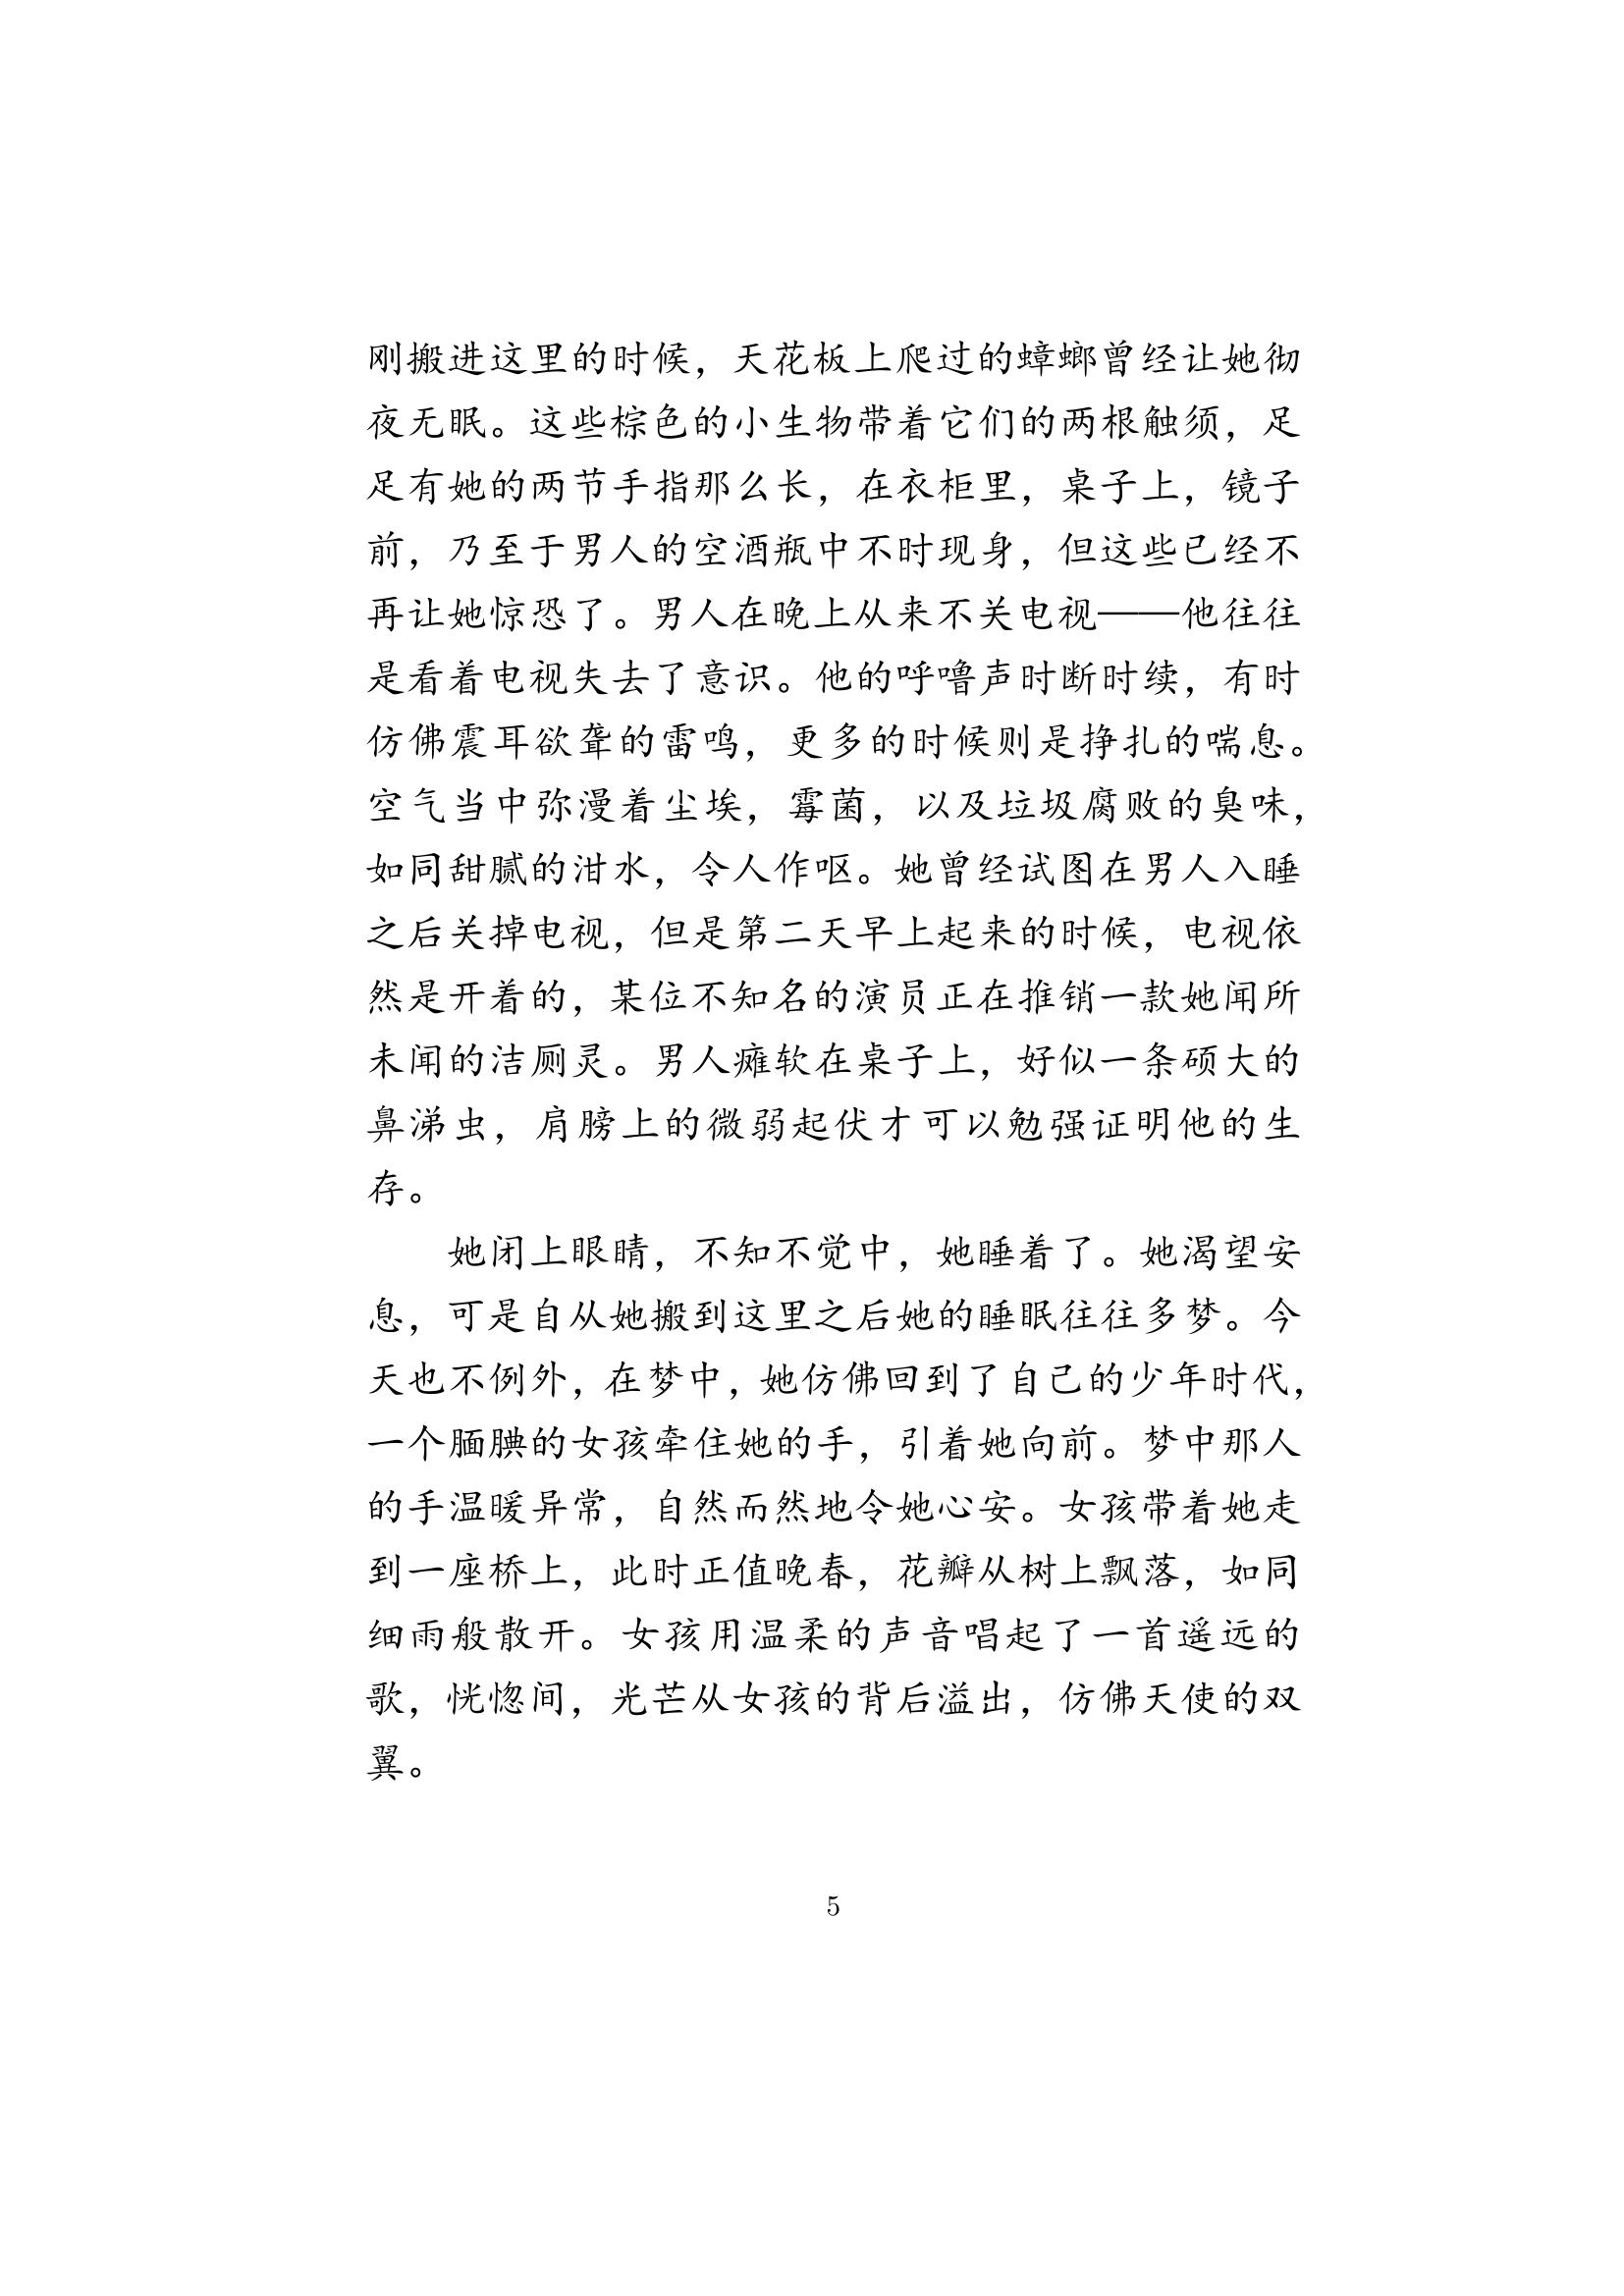 刚搬进这里的时候，天花板上爬过的蟑螂曾经让她彻
夜无眠。这些棕色的小生物带着它们的两根触须，足
足有她的两节手指那么长，在衣柜里，桌子上，镜子
前，乃至于男人的空酒瓶中不时现身，但这些已经不
再让她惊恐了。男人在晚上从来不关电视——他往往
是看着电视失去了意识。他的呼噜声时断时续，有时
仿佛震耳欲聋的雷鸣，更多的时候则是挣扎的喘息。
空气当中弥漫着尘埃，霉菌，以及垃圾腐败的臭味，
如同甜腻的泔水，令人作呕。她曾经试图在男人入睡
之后关掉电视，但是第二天早上起来的时候，电视依
然是开着的，某位不知名的演员正在推销一款她闻所
未闻的洁厕灵。男人瘫软在桌子上，好似一条硕大的
鼻涕虫，肩膀上的微弱起伏才可以勉强证明他的生
存。
她闭上眼睛，不知不觉中，她睡着了。她渴望安
息，可是自从她搬到这里之后她的睡眠往往多梦。今
天也不例外，在梦中，她仿佛回到了自己的少年时代，
一个腼腆的女孩牵住她的手，引着她向前。梦中那人
的手温暖异常，自然而然地令她心安。女孩带着她走
到一座桥上，此时正值晚春，花瓣从树上飘落，如同
细雨般散开。女孩用温柔的声音唱起了一首遥远的
歌，恍惚间，光芒从女孩的背后溢出，仿佛天使的双
翼。
5